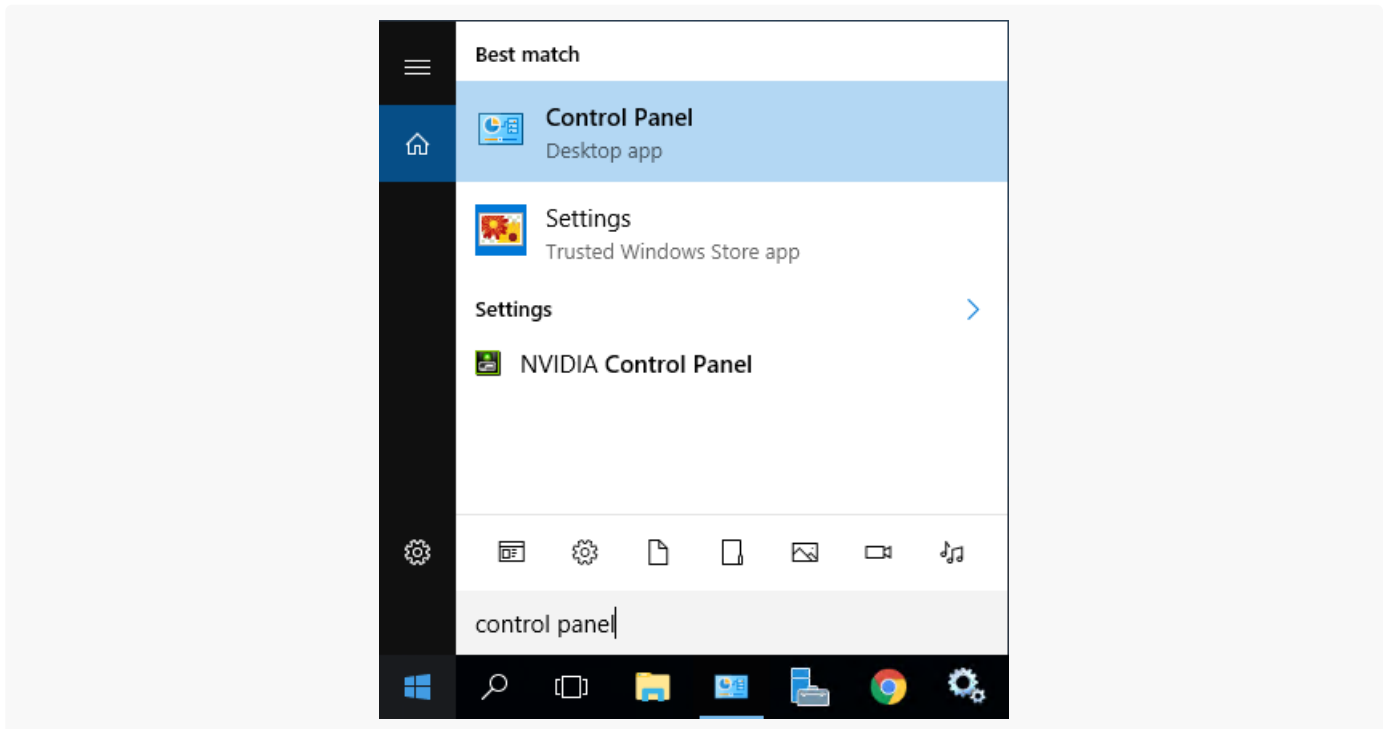 Best match
Control Panel
Desktop app
Settings
Trusted Windows Store app
Settings
NVIDIA Control Panel
control panel